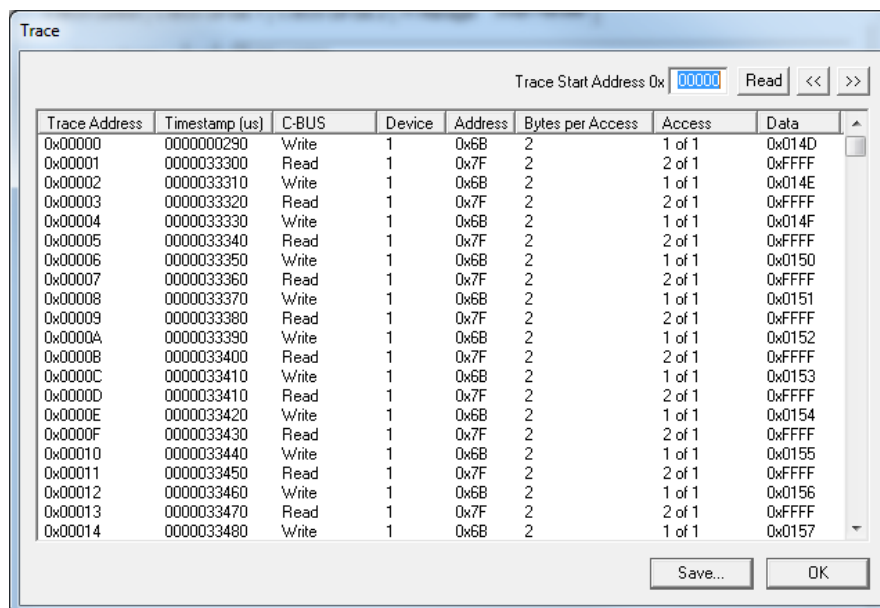 Trace
Trace Start Address 0x 00000 Read << >>
Trace Address Timestamp (us) C-BUS Device Address Bytes per Access Access Data
0x00000 0000000290 Write 1 0x6B 2 1 of 1 0x014D
0x00001 0000033300 Read 1 0x7F 2 2 of 1 0xFFFF
0x00002 0000033310 Write 1 0x6B 2 1 of 1 0x014E
0x00003 0000033320 Read 1 0x7F 2 2 of 1 0xFFFF
0x00004 0000033330 Write 1 0x6B 2 1 of 1 0x014F
0x00005 0000033340 Read 1 0x7F 2 2 of 1 0xFFFF
0x00006 0000033350 Write 1 0x6B 2 1 of 1 0x0150
0x00007 0000033360 Read 1 0x7F 2 2 of 1 0xFFFF
0x00008 0000033370 Write 1 0x6B 2 1 of 1 0x0151
0x00009 0000033380 Read 1 0x7F 2 2 of 1 0xFFFF
0x0000A 0000033390 Write 1 0x6B 2 1 of 1 0x0152
0x0000B 0000033400 Read 1 0x7F 2 2 of 1 0xFFFF
0x0000C 0000033410 Write 1 0x6B 2 1 of 1 0x0153
0x0000D 0000033410 Read 1 0x7F 2 2 of 1 0xFFFF
0x0000E 0000033420 Write 1 0x6B 2 1 of 1 0x0154
0x0000F 0000033430 Read 1 0x7F 2 2 of 1 0xFFFF
0x00010 0000033440 Write 1 0x6B 2 1 of 1 0x0155
0x00011 0000033450 Read 1 0x7F 2 2 of 1 0xFFFF
0x00012 0000033460 Write 1 0x6B 2 1 of 1 0x0156
0x00013 0000033470 Read 1 0x7F 2 2 of 1 0xFFFF
0x00014 0000033480 Write 1 0x6B 2 1 of 1 0x0157
Save... OK